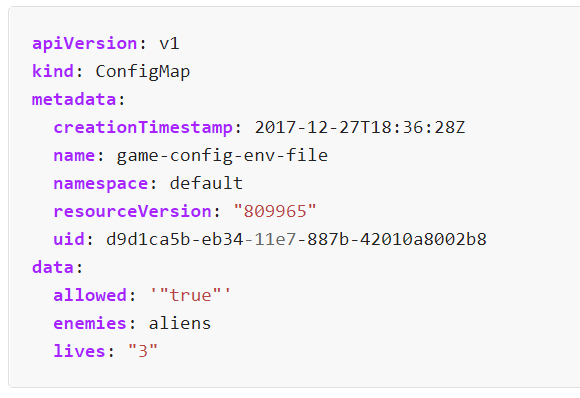 apiVersion: v1
kind: ConfigMap
metadata:
  creationTimestamp: 2017-12-27T18:36:28Z
  name: game-config-env-file
  namespace: default
  resourceVersion: "809965"
  uid: d9d1ca5b-eb34-11e7-887b-42010a8002b8
data:
  allowed: '"true"'
  enemies: aliens
  lives: "3"